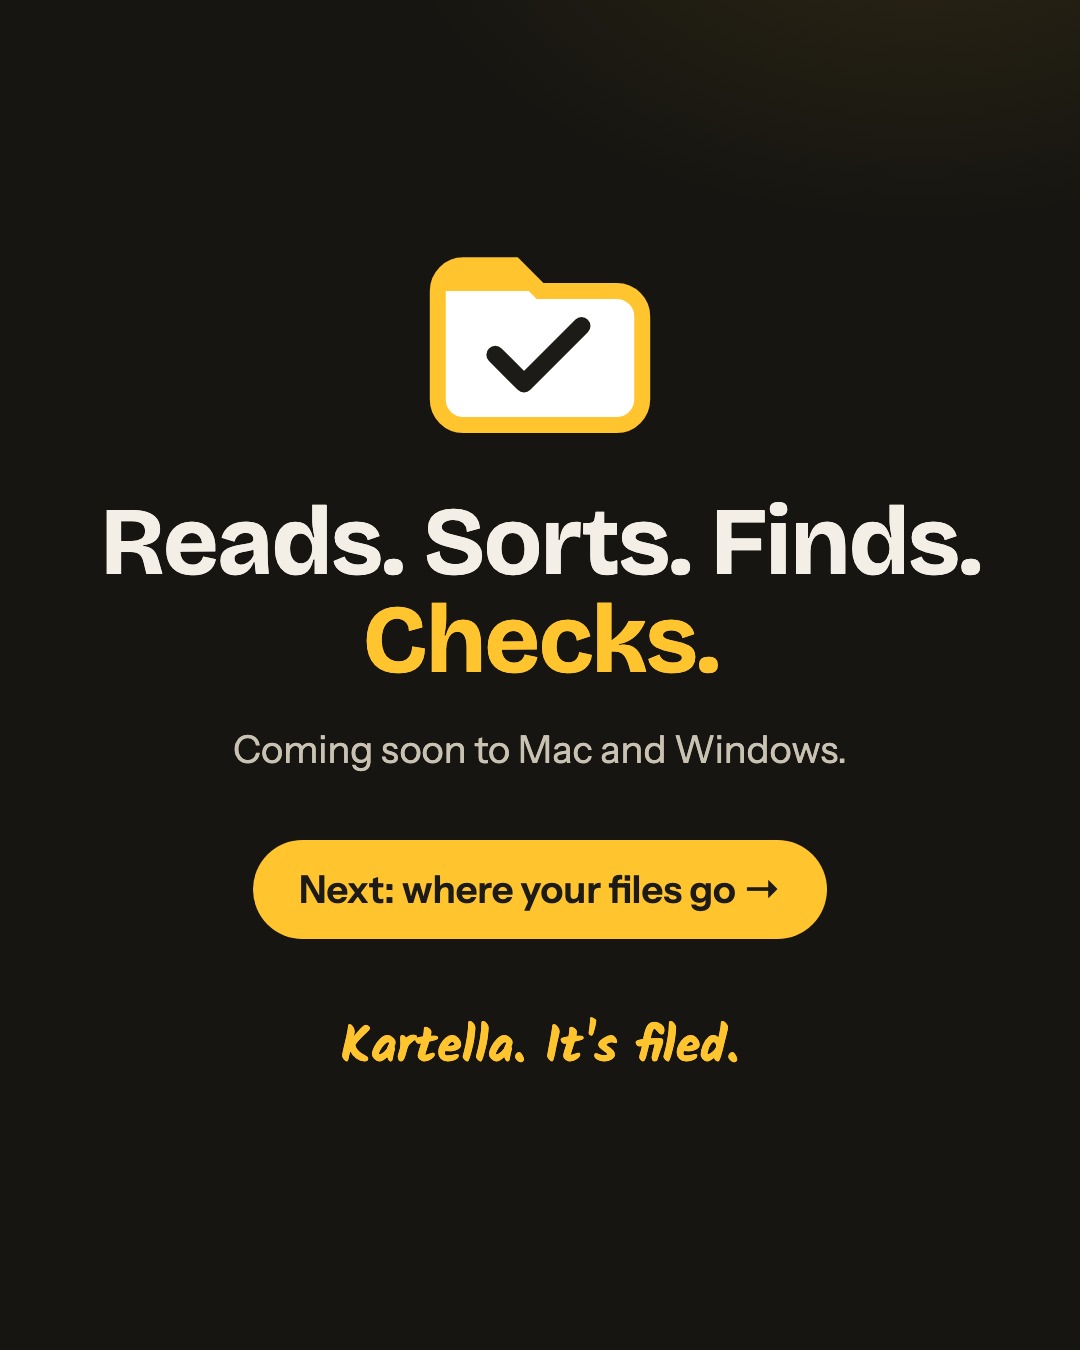 Reads. Sorts. Finds.
Checks.
Coming soon to Mac and Windows.
Next: where your files go →
Kartella. It's filed.